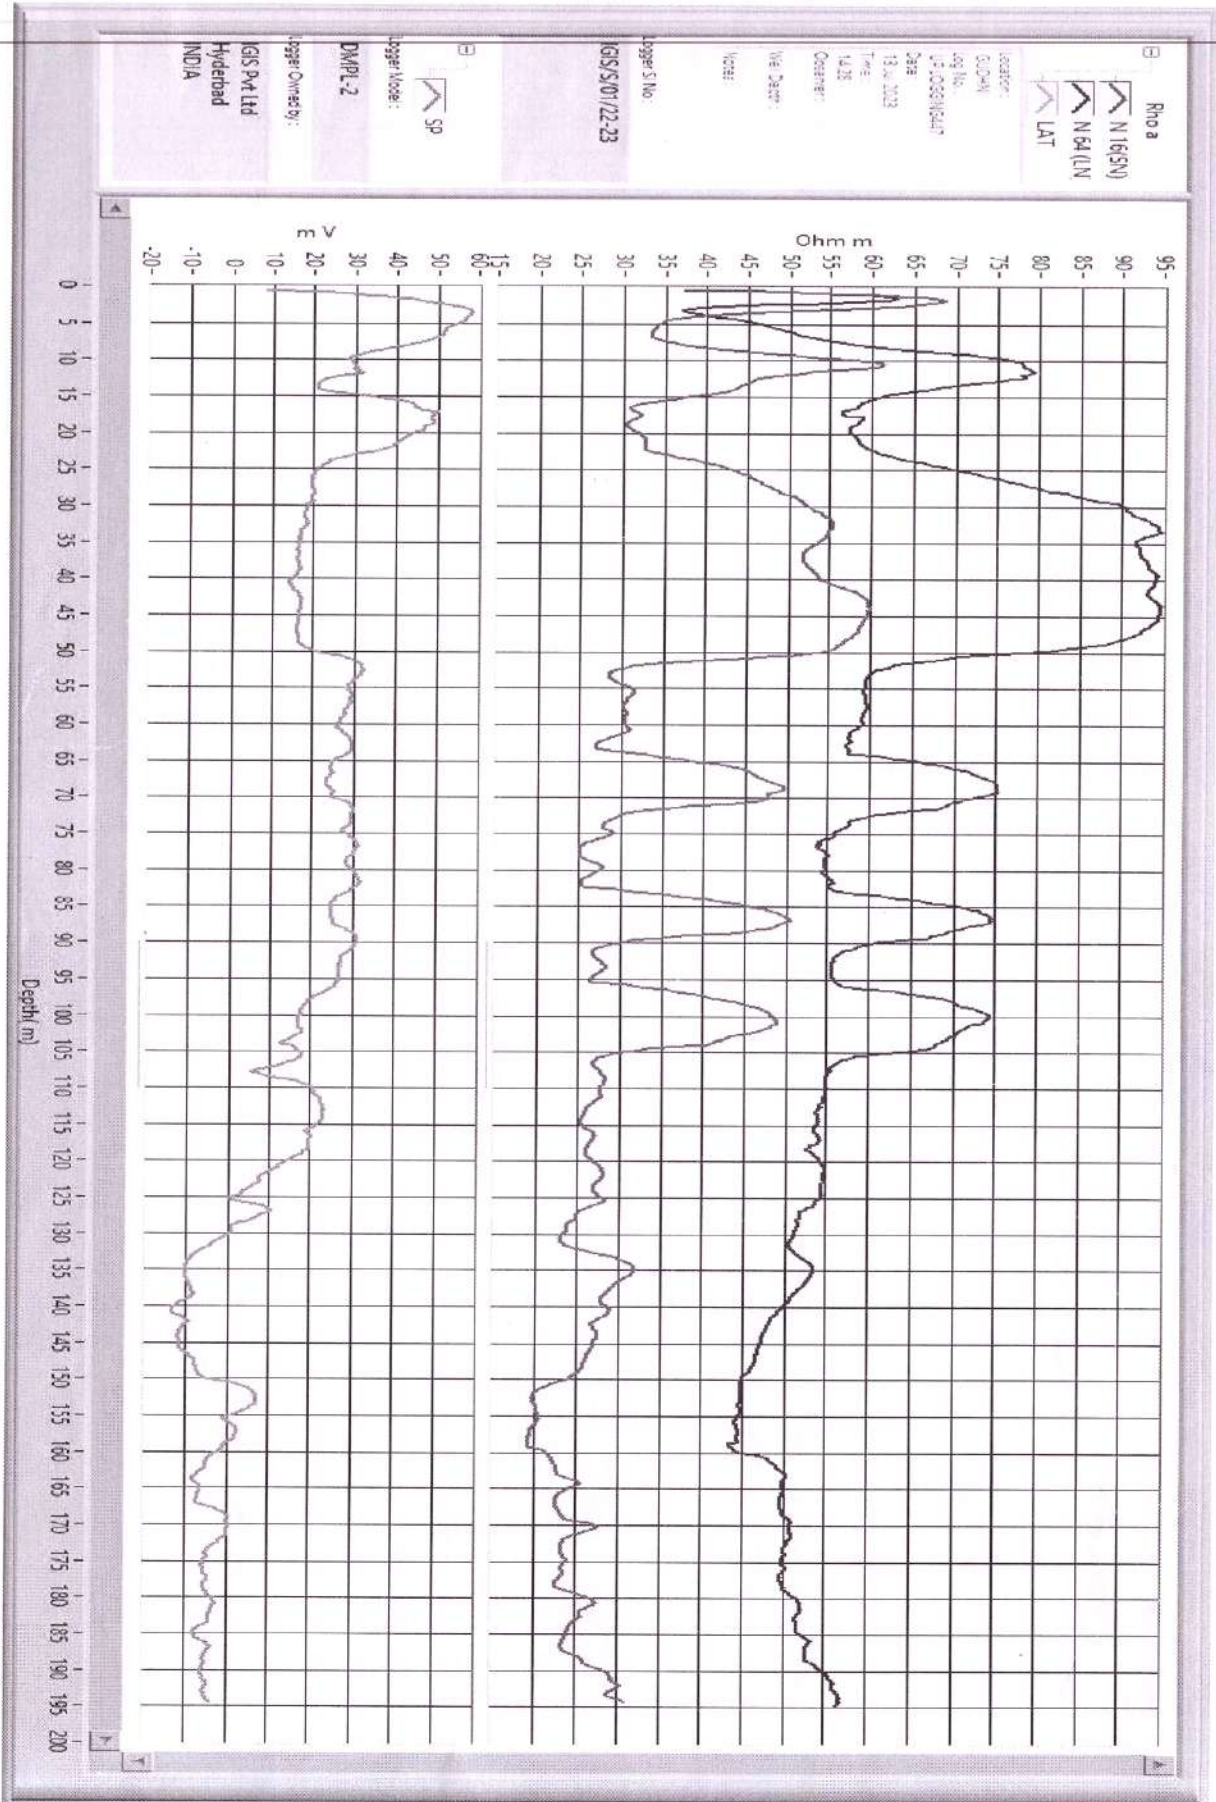 Rho a
N 16(SN)
N 64 (LN
LAT
Location:
Log No.
Date
13 Jul 2023
Time:
14:28
Observer:
Well Depth:
Notes:
Logger Sl No.
IGIS/S/01/22-23
SP
Logger Model:
DMPL-2
Logger Owned by:
IGIS Pvt Ltd
Hyderbad
INDIA
Ohm m
95
90
85
80
75
70
65
60
55
50
45
40
35
30
25
20
15
m V
60
50
40
30
20
10
0
-10
-20
0 5 10 15 20 25 30 35 40 45 50 55 60 65 70 75 80 85 90 95 100 105 110 115 120 125 130 135 140 145 150 155 160 165 170 175 180 185 190 195 200
Depth( m)